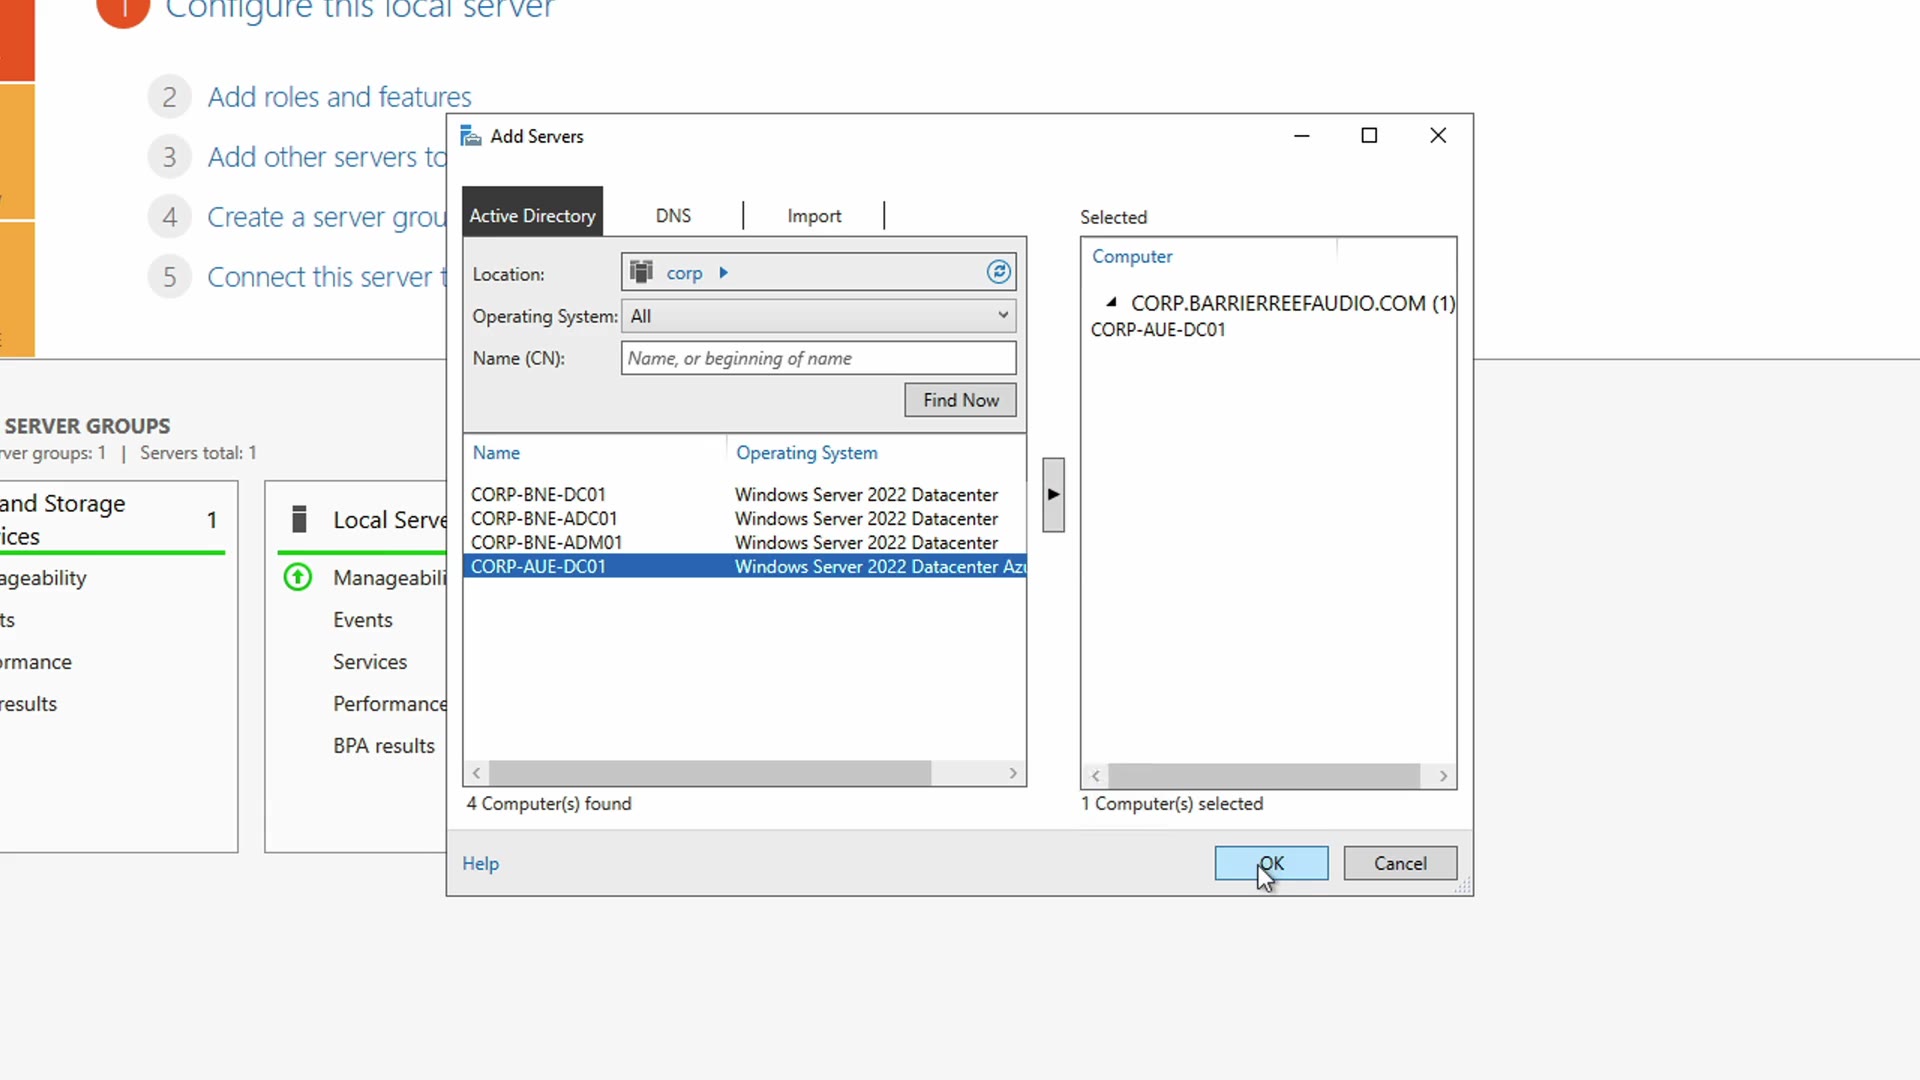 1 Configure this local server
2 Add roles and features
3 Add other servers to
4 Create a server grou
5 Connect this server t
SERVER GROUPS
rver groups: 1 | Servers total: 1
and Storage
ices
1
ageability
ts
ormance
results
Local Serve
Manageabili
Events
Services
Performance
BPA results
Add Servers
Active Directory
DNS
Import
Location:
corp
Operating System:
All
Name (CN):
Name, or beginning of name
Find Now
Name Operating System
CORP-BNE-DC01 Windows Server 2022 Datacenter
CORP-BNE-ADC01 Windows Server 2022 Datacenter
CORP-BNE-ADM01 Windows Server 2022 Datacenter
CORP-AUE-DC01 Windows Server 2022 Datacenter Azu
4 Computer(s) found
Selected
Computer
CORP.BARRIERREEFAUDIO.COM (1)
CORP-AUE-DC01
1 Computer(s) selected
Help
OK
Cancel